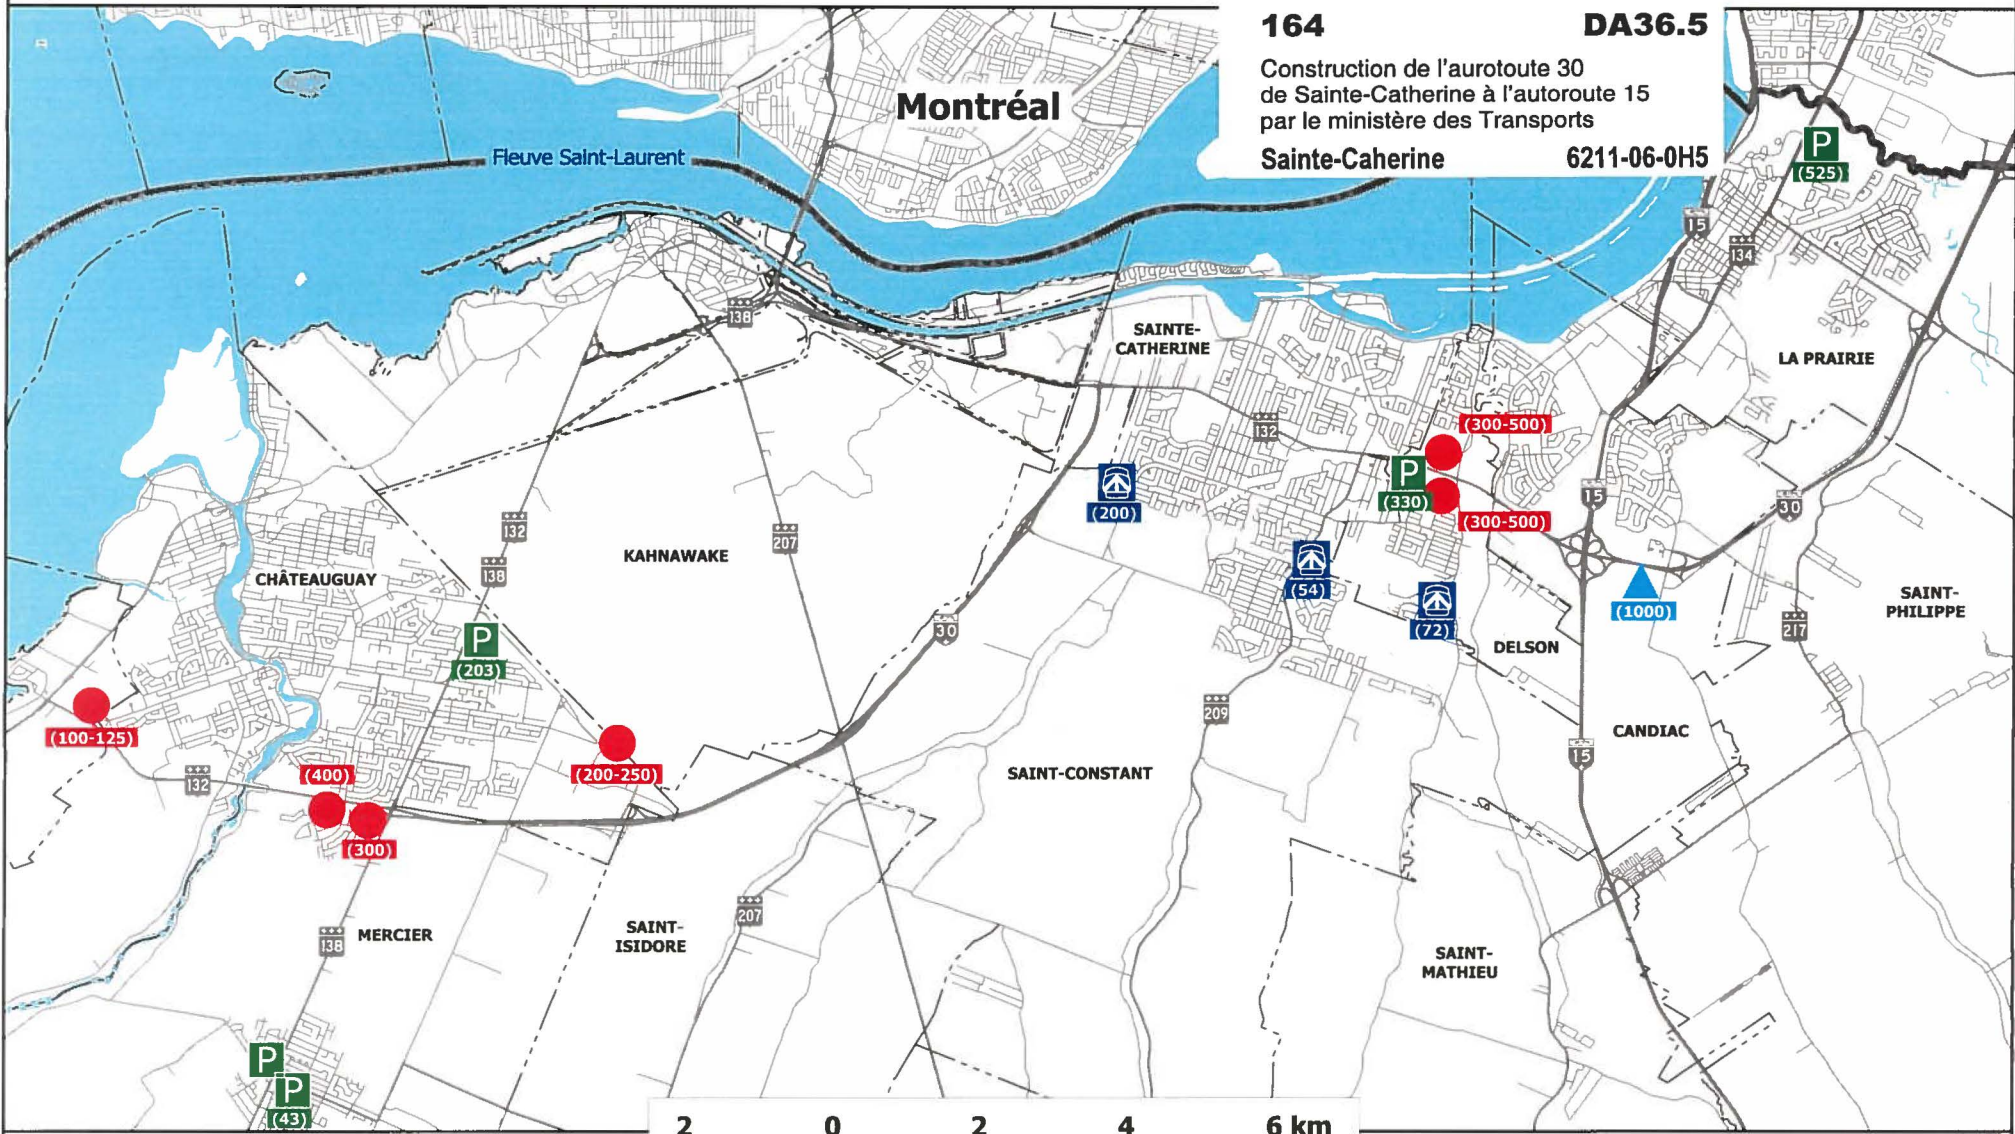 164 DA36.5
Construction de l'aurotoute 30
de Sainte-Catherine à l'autoroute 15
par le ministère des Transports
Sainte-Caherine 6211-06-0H5
Montréal
Fleuve Saint-Laurent
P
(525)
15
134
138
SAINTE-
CATHERINE
LA PRAIRIE
132
(300-500)
P
(330)
(300-500)
(200)
15
30
132
207
KAHNAWAKE
138
CHÂTEAUGUAY
(54)
(72)
(1000)
SAINT-
PHILIPPE
217
30
P
(203)
DELSON
209
(100-125)
CANDIAC
15
132
(400)
(200-250)
SAINT-CONSTANT
(300)
207
138
MERCIER
SAINT-
ISIDORE
SAINT-
MATHIEU
P
P
(43)
2 0 2 4 6 km